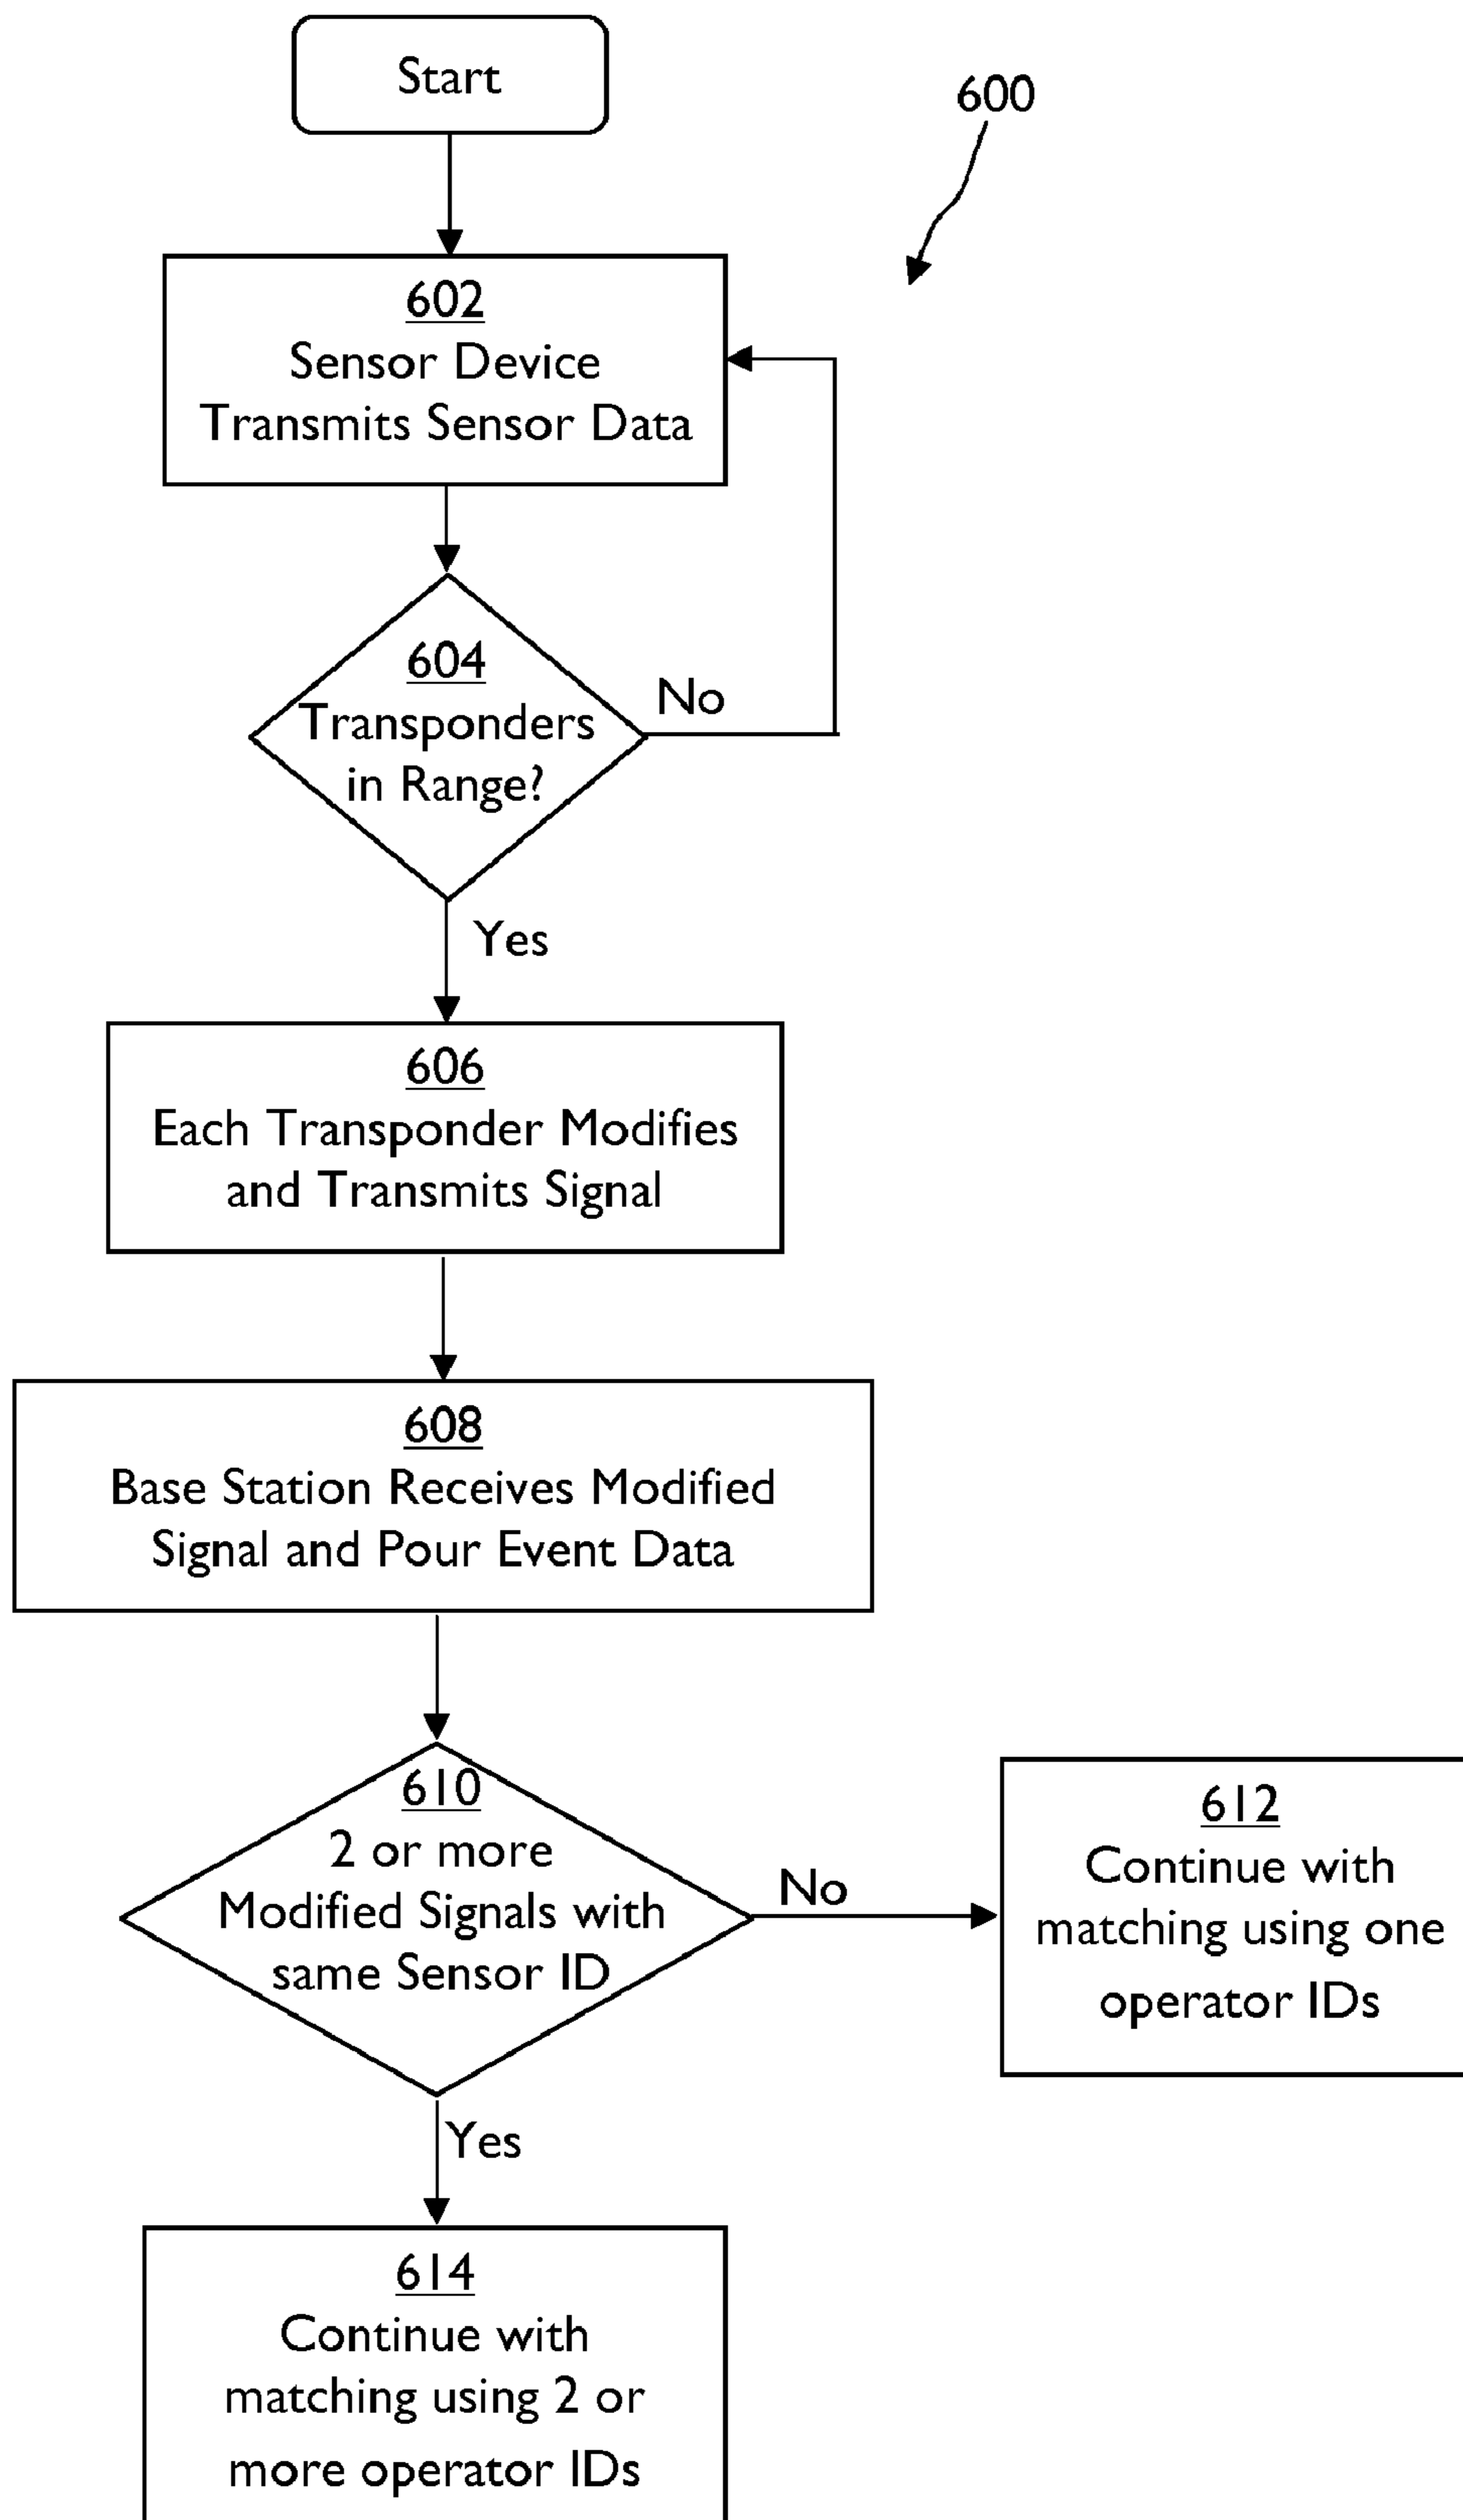 Start
600
602
Sensor Device
Transmits Sensor Data
604
Transponders
in Range?
No
Yes
606
Each Transponder Modifies
and Transmits Signal
608
Base Station Receives Modified
Signal and Pour Event Data
610
2 or more
Modified Signals with
same Sensor ID
No
612
Continue with
matching using one
operator IDs
Yes
614
Continue with
matching using 2 or
more operator IDs